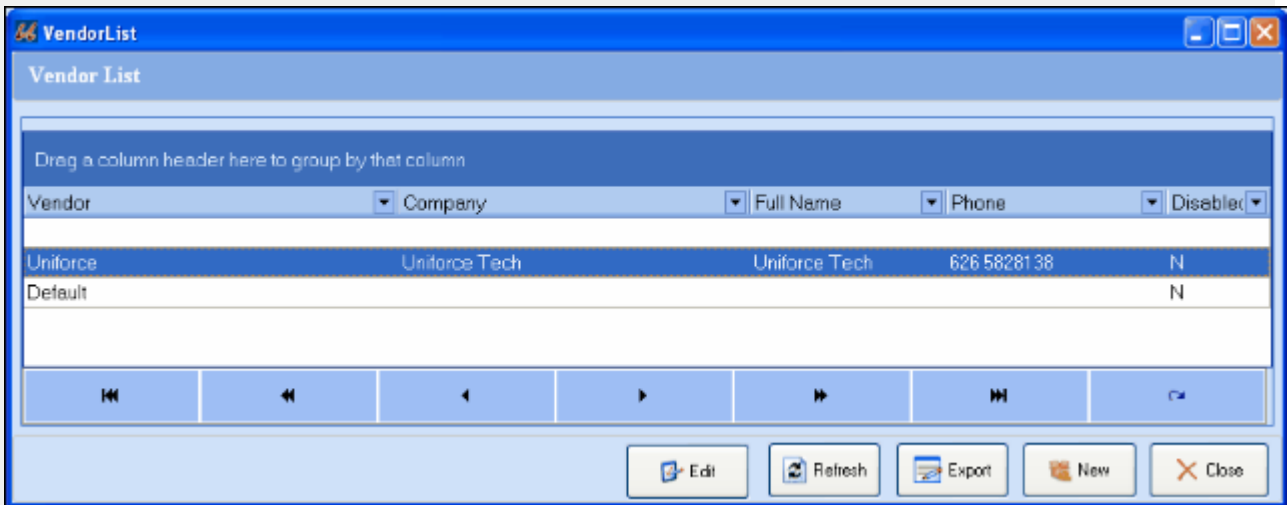 VendorList
Vendor List
Drag a column header here to group by that column
Vendor Company Full Name Phone Disabled
Uniforce Uniforce Tech Uniforce Tech 626 5828138 N
Default N
Edit Refresh Export New Close